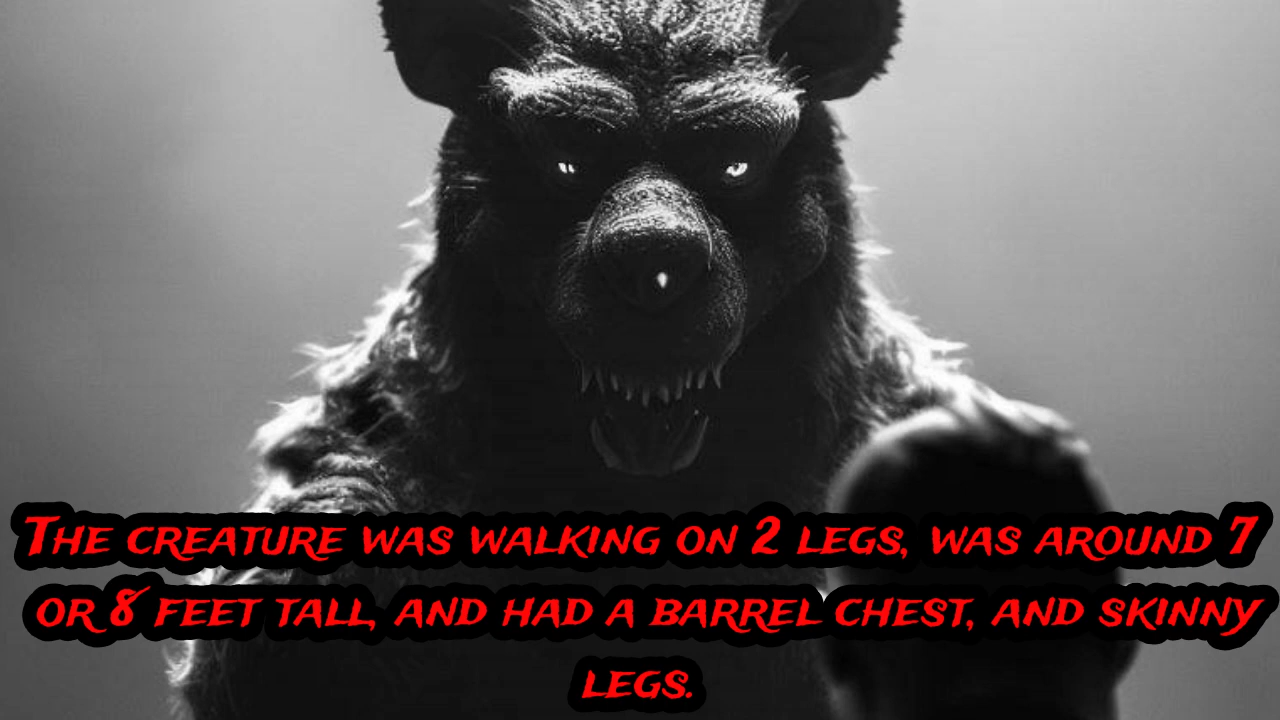 The creature was walking on 2 legs, was around 7
or 8 feet tall, and had a barrel chest, and skinny
legs.